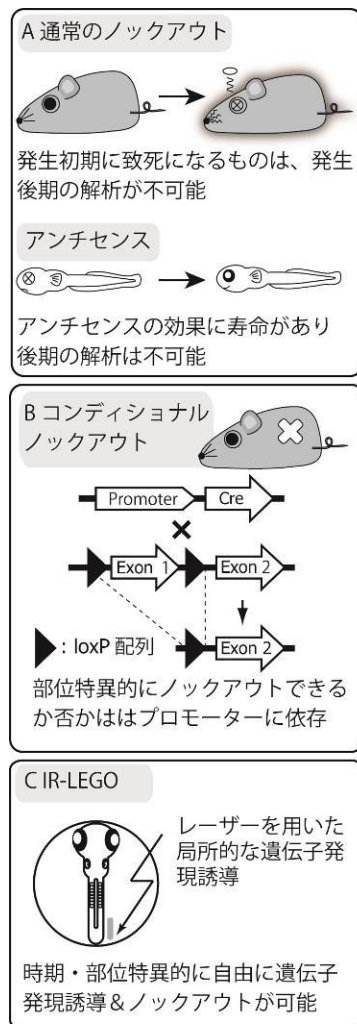 A 通常のノックアウト
発生初期に致死になるものは、発生
後期の解析が不可能
アンチセンス
アンチセンスの効果に寿命があり
後期の解析は不可能
B コンディショナル
ノックアウト
Promoter Cre
Exon 1 Exon 2
Exon 2
: loxP 配列
部位特異的にノックアウトできる
か否かははプロモーターに依存
C IR-LEGO
レーザーを用いた
局所的な遺伝子発
現誘導
時期・部位特異的に自由に遺伝子
発現誘導＆ノックアウトが可能